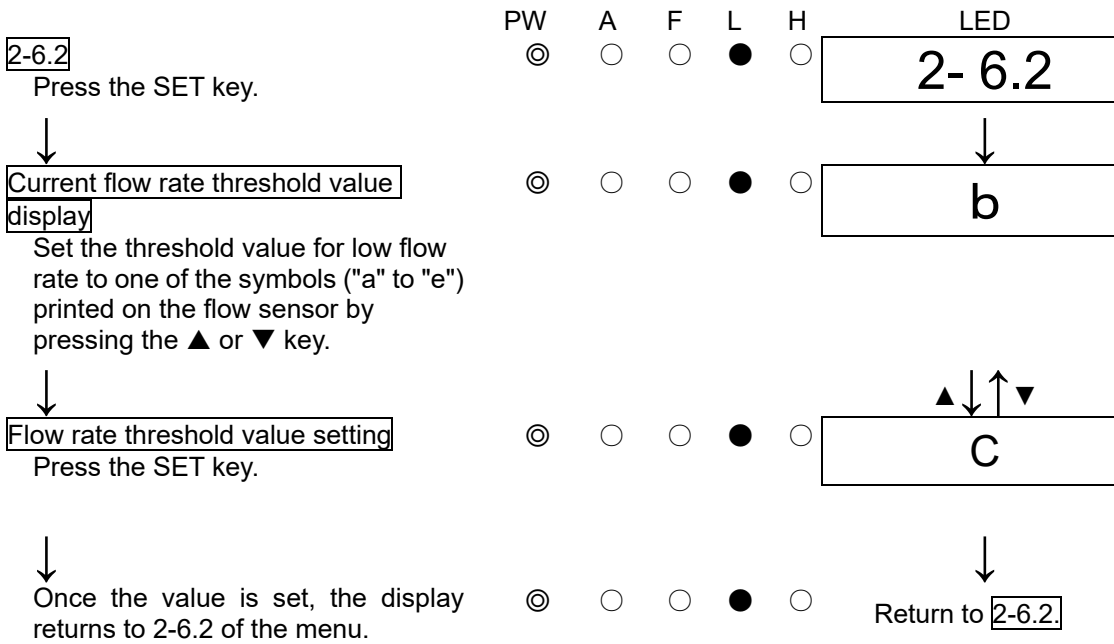 PW A F L H LED
2-6.2 ◎ ○ ○ ● ○ 2- 6.2
Press the SET key.
↓ ↓
Current flow rate threshold value ◎ ○ ○ ● ○ b
display
Set the threshold value for low flow
rate to one of the symbols ("a" to "e")
printed on the flow sensor by
pressing the ▲ or ▼ key.
↓ ▲↓↑▼
Flow rate threshold value setting ◎ ○ ○ ● ○ C
Press the SET key.
↓ ↓
Once the value is set, the display ◎ ○ ○ ● ○ Return to 2-6.2.
returns to 2-6.2 of the menu.